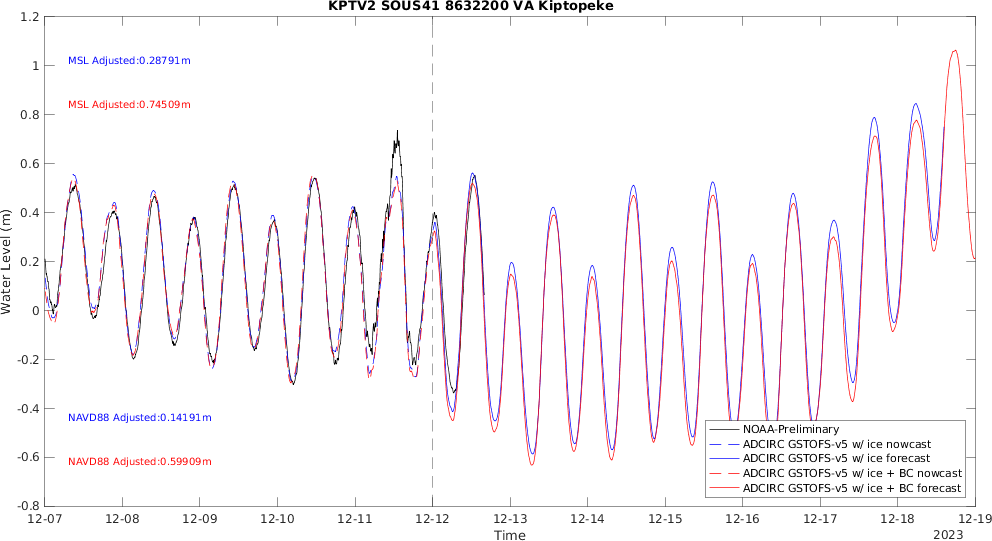 KPTV2 SOUS41 8632200 VA Kiptopeke
1.2
1
0.8
0.6
0.4
0.2
0
-0.2
-0.4
-0.6
-0.8
Water Level (m)
MSL Adjusted:0.28791m
MSL Adjusted:0.74509m
NAVD88 Adjusted:0.14191m
NAVD88 Adjusted:0.59909m
NOAA-Preliminary
ADCIRC GSTOFS-v5 w/ ice nowcast
ADCIRC GSTOFS-v5 w/ ice forecast
ADCIRC GSTOFS-v5 w/ ice + BC nowcast
ADCIRC GSTOFS-v5 w/ ice + BC forecast
12-07 12-08 12-09 12-10 12-11 12-12 12-13 12-14 12-15 12-16 12-17 12-18 12-19
Time
2023